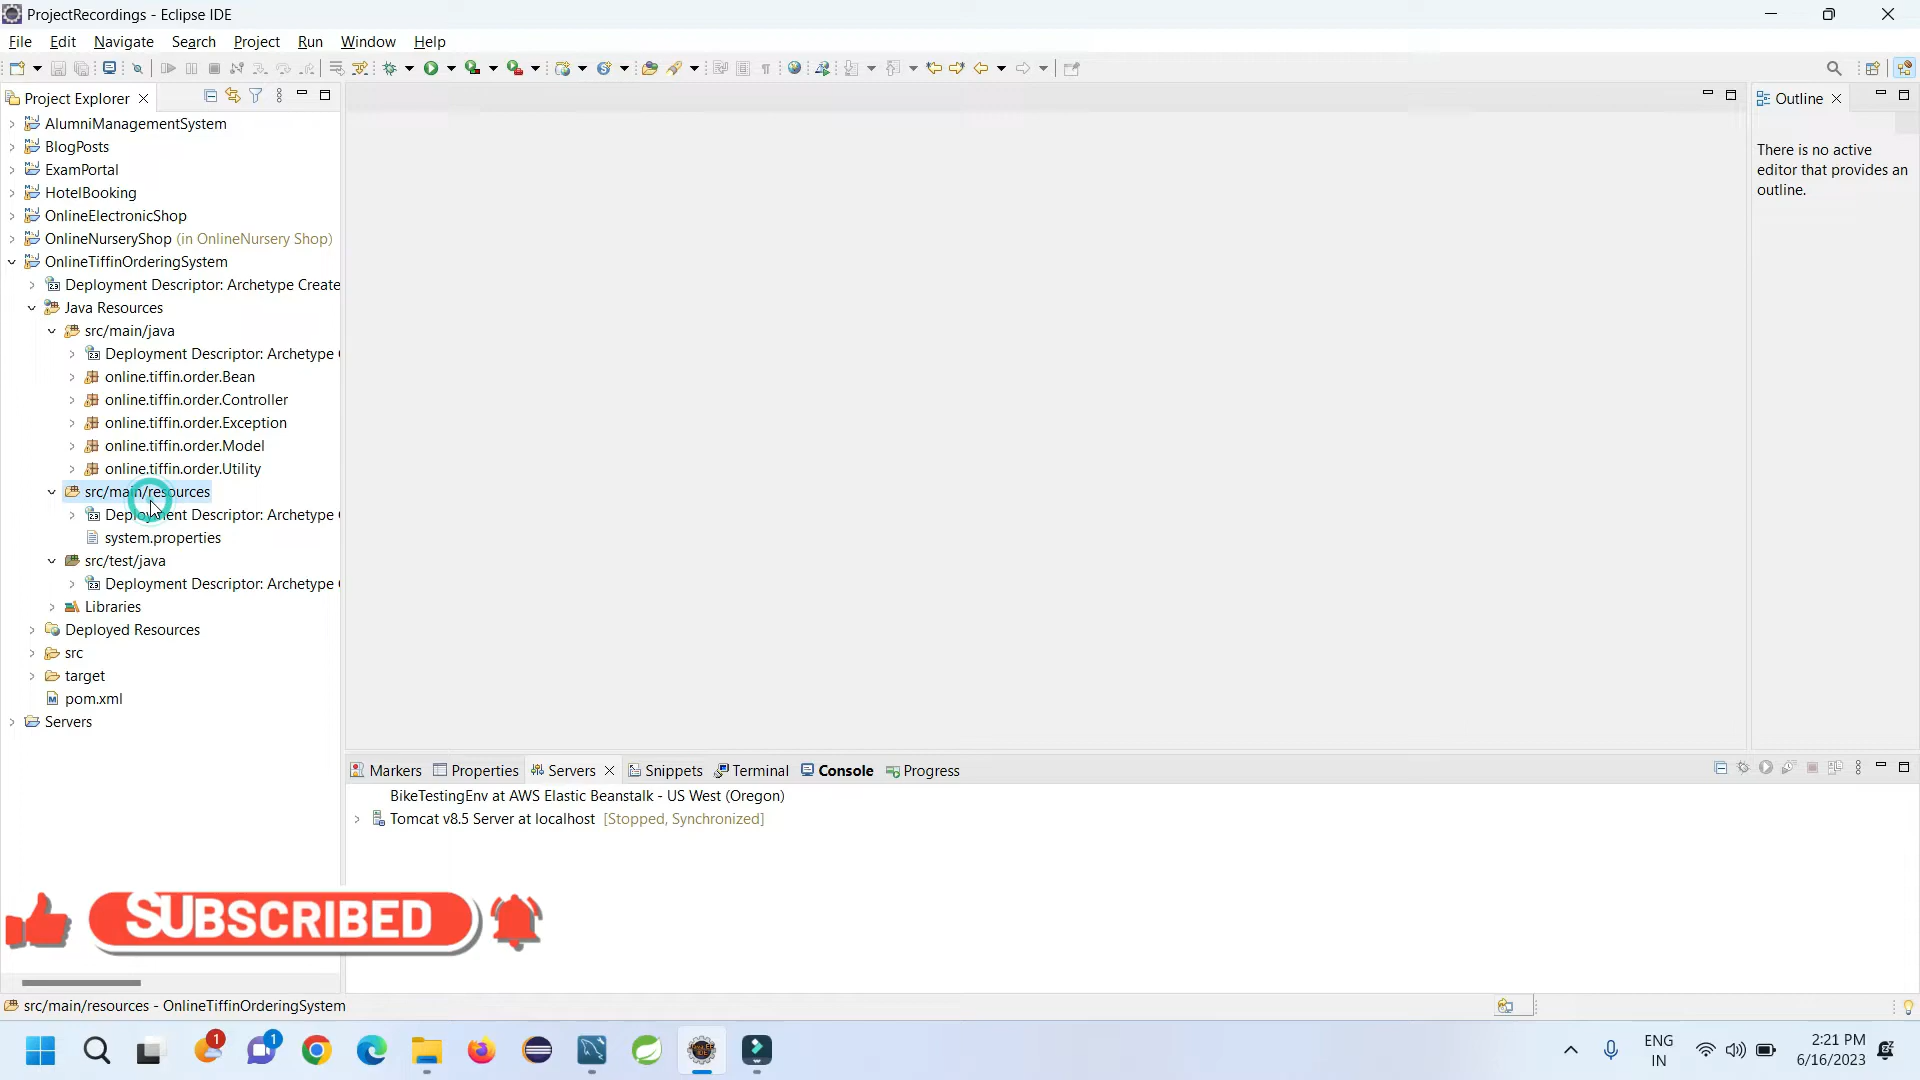 ProjectRecordings - Eclipse IDE
File Edit Navigate Search Project Run Window Help
Project Explorer
AlumniManagementSystem
BlogPosts
ExamPortal
HotelBooking
OnlineElectronicShop
OnlineNurseryShop (in OnlineNursery Shop)
OnlineTiffinOrderingSystem
Deployment Descriptor: Archetype Create
Java Resources
src/main/java
Deployment Descriptor: Archetype
online.tiffin.order.Bean
online.tiffin.order.Controller
online.tiffin.order.Exception
online.tiffin.order.Model
online.tiffin.order.Utility
src/main/resources
Deployment Descriptor: Archetype
system.properties
src/test/java
Deployment Descriptor: Archetype
Libraries
Deployed Resources
src
target
pom.xml
Servers
Outline
There is no active
editor that provides an
outline.
Markers Properties Servers Snippets Terminal Console Progress
BikeTestingEnv at AWS Elastic Beanstalk - US West (Oregon)
Tomcat v8.5 Server at localhost [Stopped, Synchronized]
SUBSCRIBED
src/main/resources - OnlineTiffinOrderingSystem
1
1
ENG
IN
2:21 PM
6/16/2023